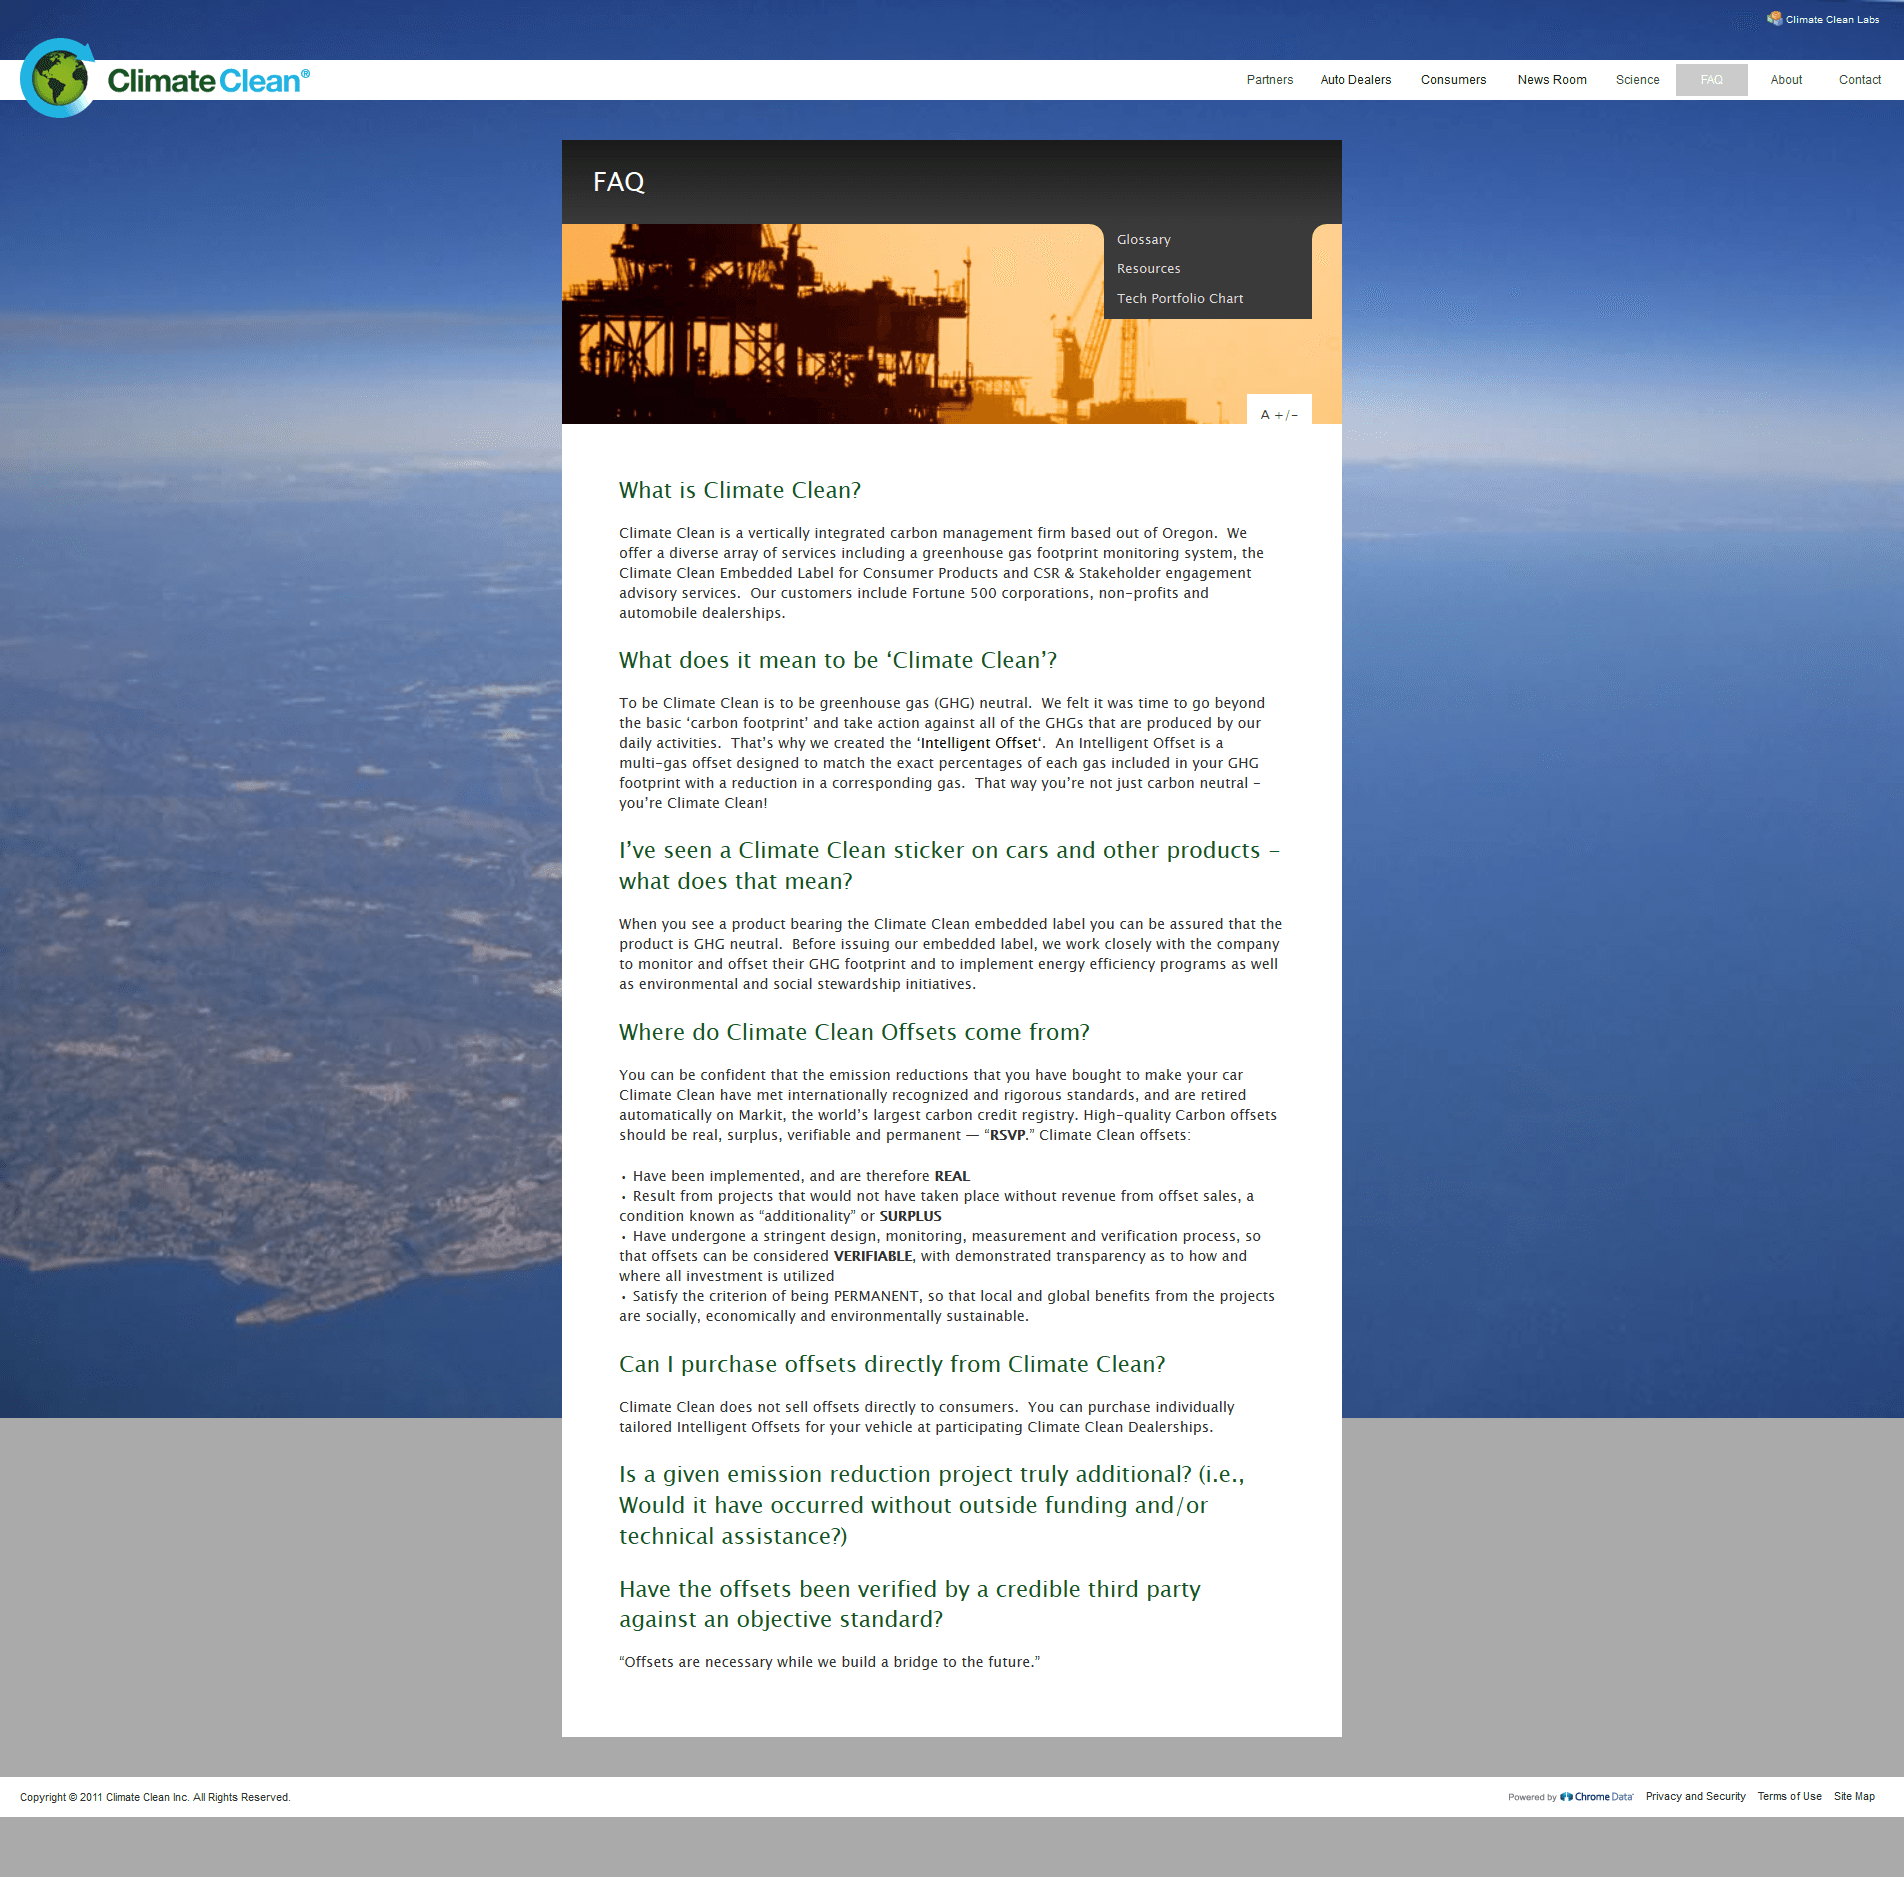 Climate Clean Labs
ClimateClean®
Partners Auto Dealers Consumers News Room Science FAQ About Contact
FAQ
Glossary
Resources
Tech Portfolio Chart
A +/-
What is Climate Clean?
Climate Clean is a vertically integrated carbon management firm based out of Oregon.  We
offer a diverse array of services including a greenhouse gas footprint monitoring system, the
Climate Clean Embedded Label for Consumer Products and CSR & Stakeholder engagement
advisory services.  Our customers include Fortune 500 corporations, non-profits and
automobile dealerships.
What does it mean to be ‘Climate Clean’?
To be Climate Clean is to be greenhouse gas (GHG) neutral.  We felt it was time to go beyond
the basic ‘carbon footprint’ and take action against all of the GHGs that are produced by our
daily activities.  That’s why we created the ‘Intelligent Offset‘.  An Intelligent Offset is a
multi-gas offset designed to match the exact percentages of each gas included in your GHG
footprint with a reduction in a corresponding gas.  That way you’re not just carbon neutral –
you’re Climate Clean!
I’ve seen a Climate Clean sticker on cars and other products –
what does that mean?
When you see a product bearing the Climate Clean embedded label you can be assured that the
product is GHG neutral.  Before issuing our embedded label, we work closely with the company
to monitor and offset their GHG footprint and to implement energy efficiency programs as well
as environmental and social stewardship initiatives.
Where do Climate Clean Offsets come from?
You can be confident that the emission reductions that you have bought to make your car
Climate Clean have met internationally recognized and rigorous standards, and are retired
automatically on Markit, the world’s largest carbon credit registry. High-quality Carbon offsets
should be real, surplus, verifiable and permanent — “RSVP.” Climate Clean offsets:
• Have been implemented, and are therefore REAL
• Result from projects that would not have taken place without revenue from offset sales, a
condition known as “additionality” or SURPLUS
• Have undergone a stringent design, monitoring, measurement and verification process, so
that offsets can be considered VERIFIABLE, with demonstrated transparency as to how and
where all investment is utilized
• Satisfy the criterion of being PERMANENT, so that local and global benefits from the projects
are socially, economically and environmentally sustainable.
Can I purchase offsets directly from Climate Clean?
Climate Clean does not sell offsets directly to consumers.  You can purchase individually
tailored Intelligent Offsets for your vehicle at participating Climate Clean Dealerships.
Is a given emission reduction project truly additional? (i.e.,
Would it have occurred without outside funding and/or
technical assistance?)
Have the offsets been verified by a credible third party
against an objective standard?
“Offsets are necessary while we build a bridge to the future.”
Copyright © 2011 Climate Clean Inc. All Rights Reserved.
Powered by Chrome Data Privacy and Security Terms of Use Site Map